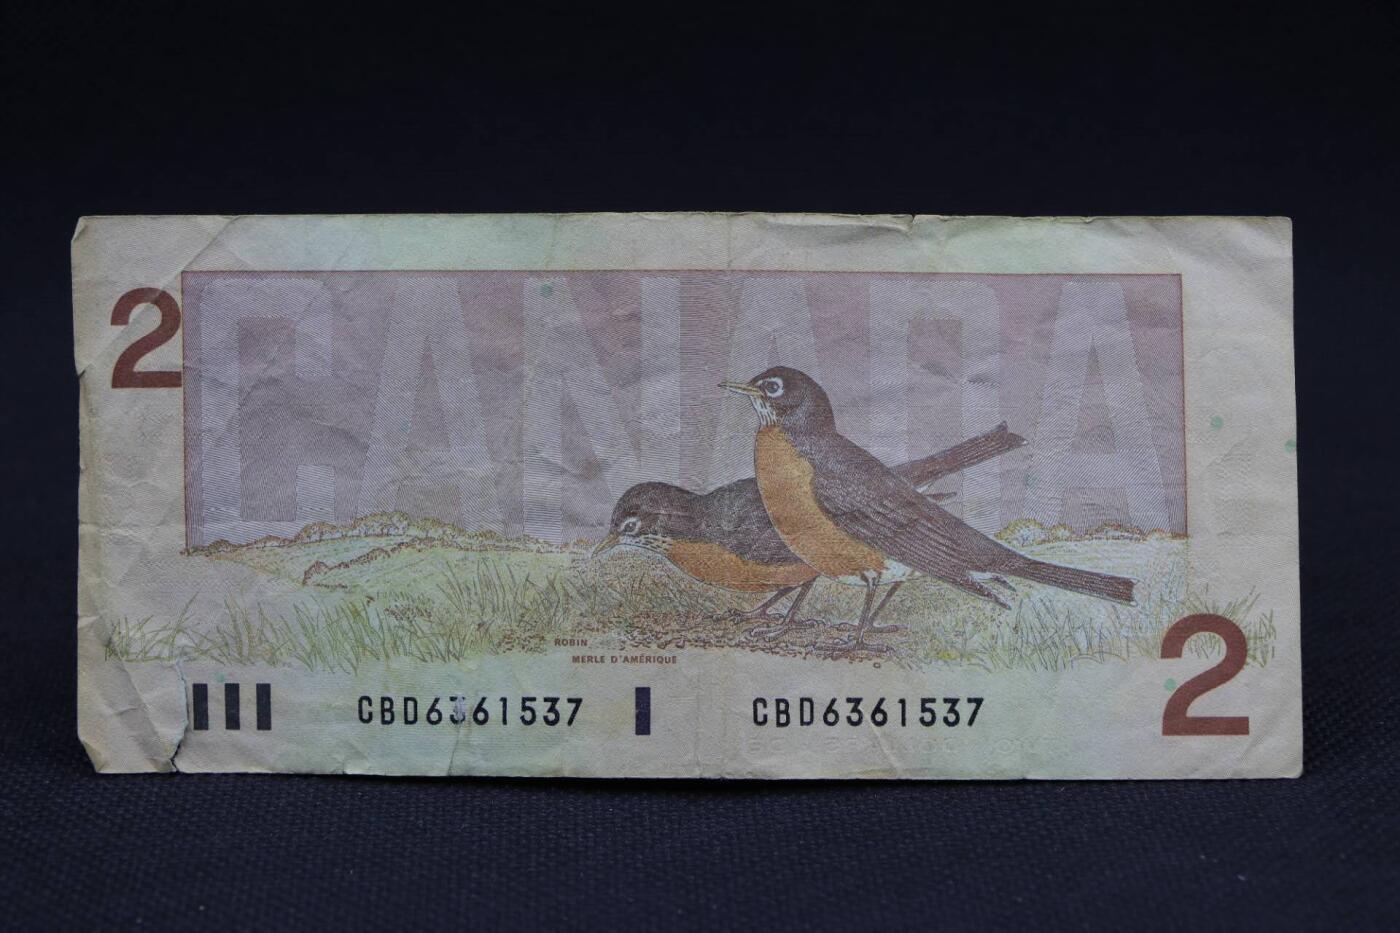 CANADA
2
ROBIN
MERLE D'AMÉRIQUE
CBD6361537 CBD6361537
2